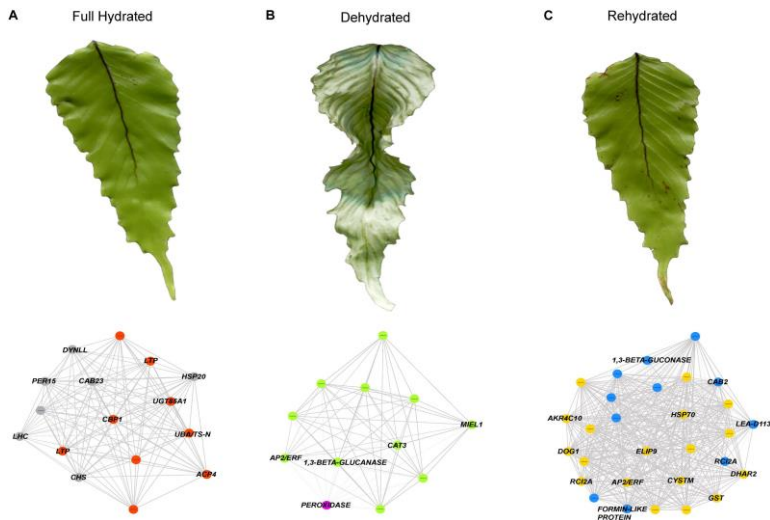 A Full Hydrated
B Dehydrated
C Rehydrated
DYNLL
LTP
HSP20
PER15
CAB23
UGT88A1
CBP1
LHC
UBA/TS-N
LTP
CHS
ACP4
MIEL1
CAT3
AP2/ERF
1,3-BETA-GLUCANASE
PEROXIDASE
1,3-BETA-GUCONASE
CAB2
AKR4C10
HSP70
LEA-D113
DOG1
ELIP9
RCI2A
DHAR2
RCI2A
AP2/ERF
CYSTM
GST
FORMIN-LIKE
PROTEIN